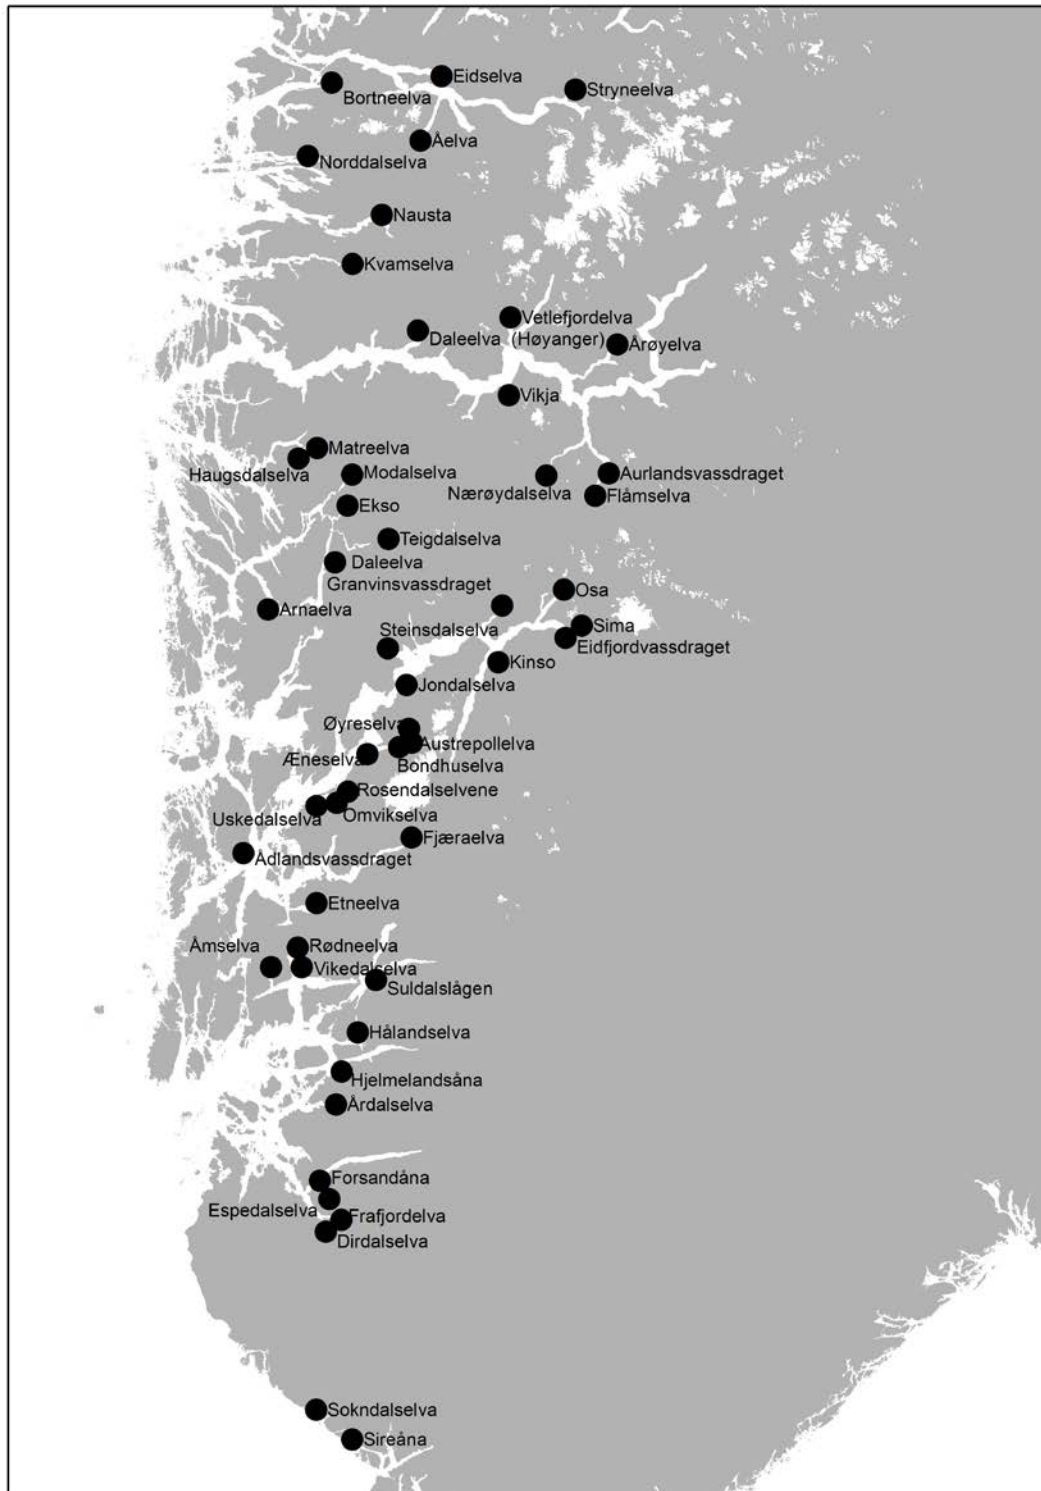 Eidselva
Stryneelva
Bortneelva
Åelva
Norddalselva
Nausta
Kvamselva
Vetlefjordelva
Daleelva (Høyanger)
Årøyelva
Vikja
Matreelva
Haugsdalselva
Modalselva
Aurlandsvassdraget
Nærøydalselva
Flåmselva
Ekso
Teigdalselva
Daleelva
Granvinsvassdraget
Osa
Arnaelva
Steinsdalselva
Sima
Eidfjordvassdraget
Kinso
Jondalselva
Øyreselva
Austrepollelva
Æneselva
Bondhuselva
Rosendalselvene
Uskedalselva
Omvikselva
Fjæraelva
Ådlandsvassdraget
Etneelva
Åmselva
Rødneelva
Vikedalselva
Suldalslågen
Hålandselva
Hjelmelandsåna
Årdalselva
Forsandåna
Espedalselva
Frafjordelva
Dirdalselva
Sokndalselva
Sireåna